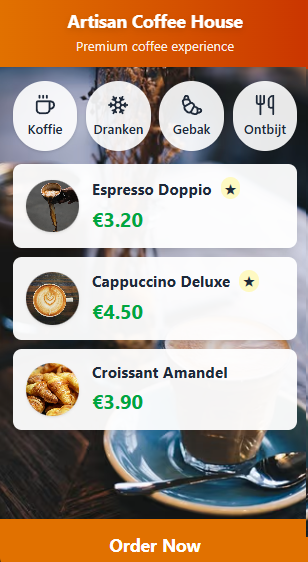 Artisan Coffee House
Premium coffee experience
Koffie Dranken Gebak Ontbijt
Espresso Doppio ★
€3.20
Cappuccino Deluxe ★
€4.50
Croissant Amandel
€3.90
Order Now